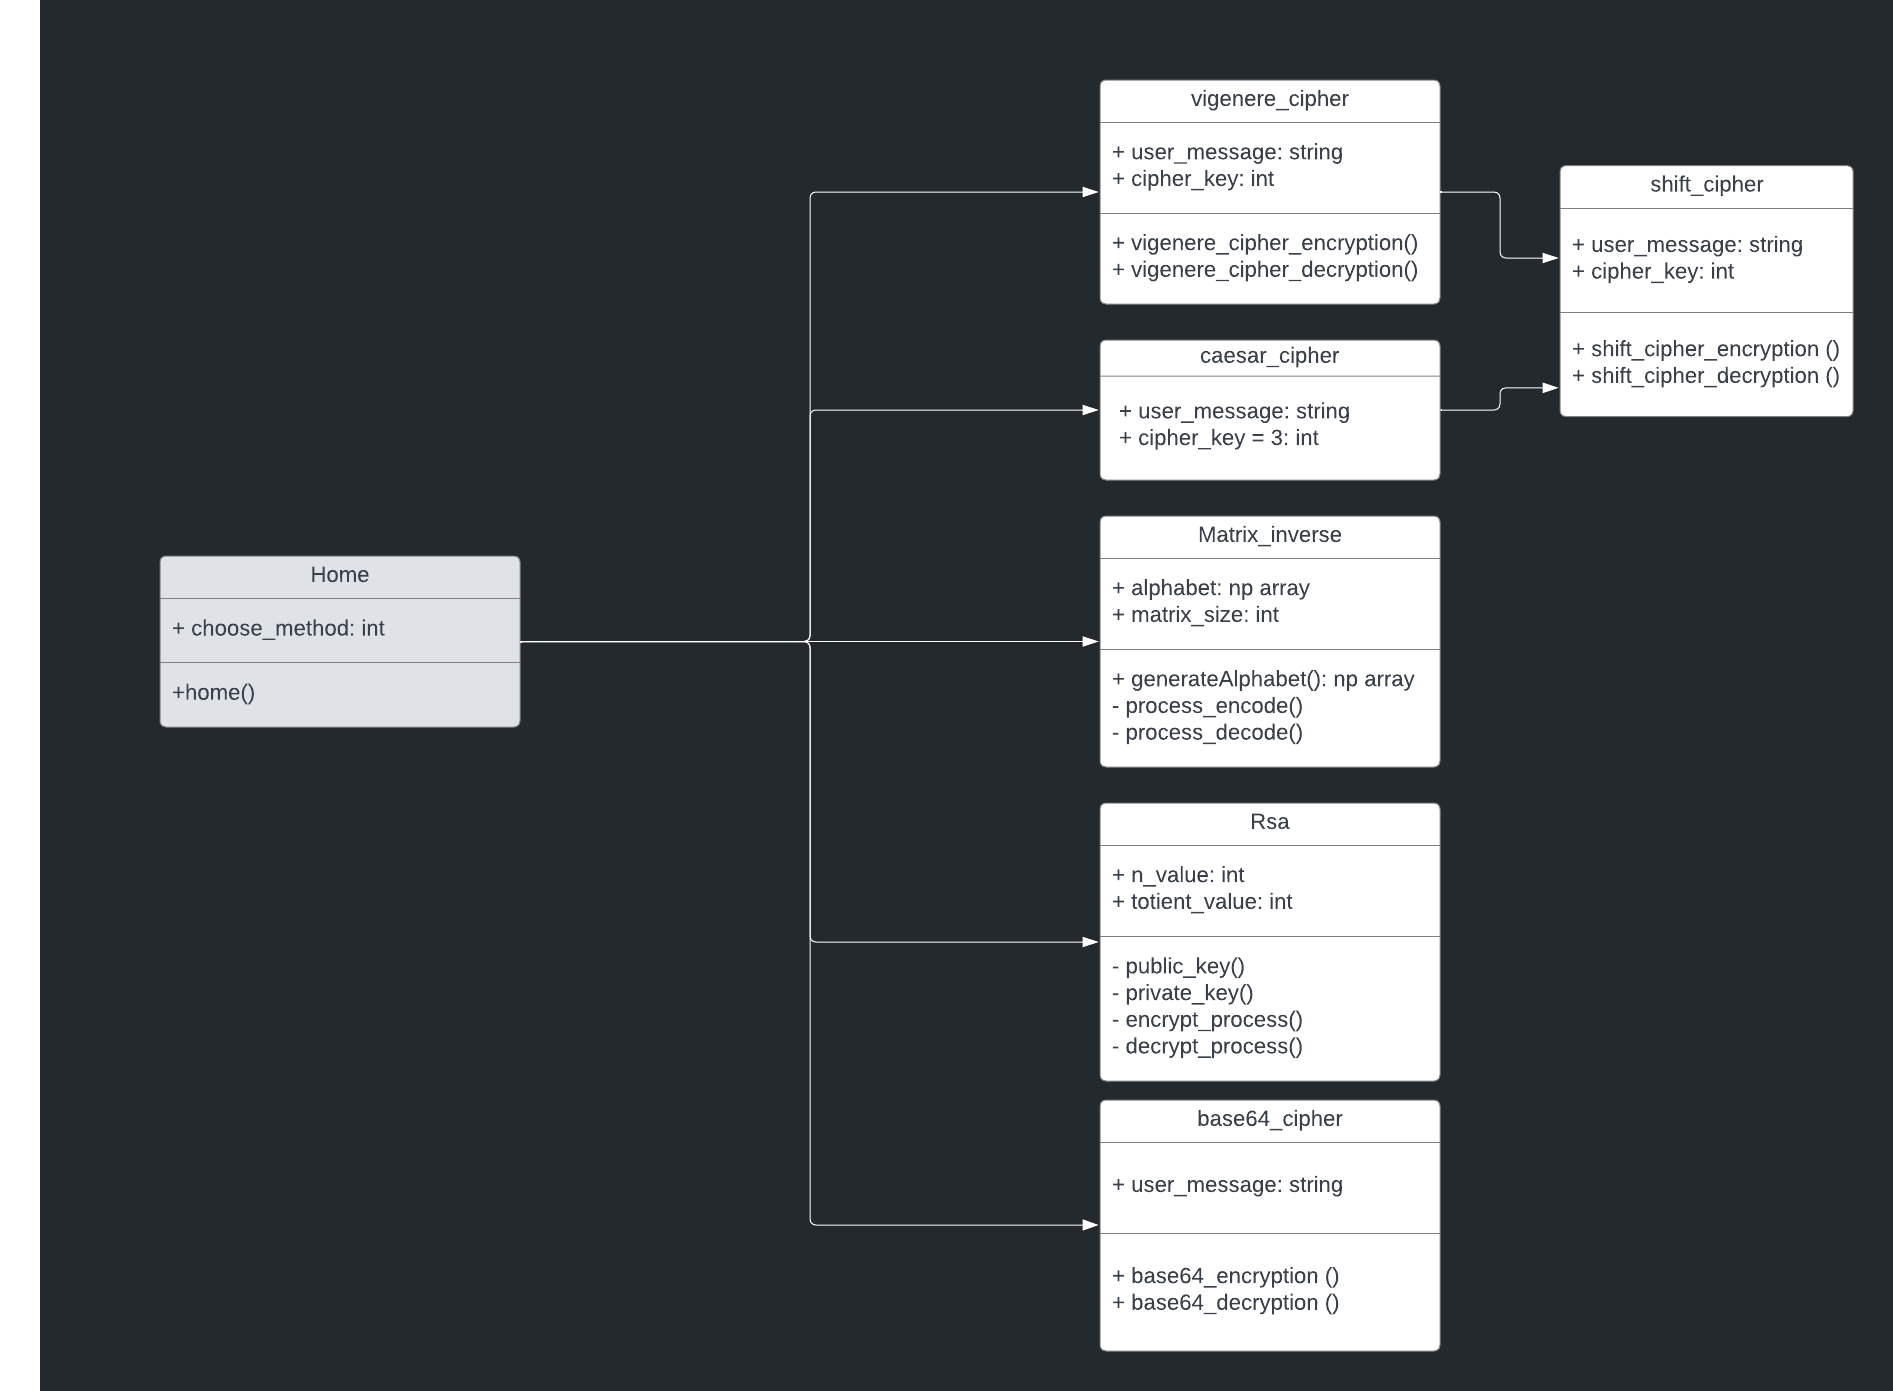 Home
+ choose_method: int
+home()
vigenere_cipher
+ user_message: string
+ cipher_key: int
+ vigenere_cipher_encryption()
+ vigenere_cipher_decryption()
caesar_cipher
+ user_message: string
+ cipher_key = 3: int
Matrix_inverse
+ alphabet: np array
+ matrix_size: int
+ generateAlphabet(): np array
- process_encode()
- process_decode()
Rsa
+ n_value: int
+ totient_value: int
- public_key()
- private_key()
- encrypt_process()
- decrypt_process()
base64_cipher
+ user_message: string
+ base64_encryption ()
+ base64_decryption ()
shift_cipher
+ user_message: string
+ cipher_key: int
+ shift_cipher_encryption ()
+ shift_cipher_decryption ()